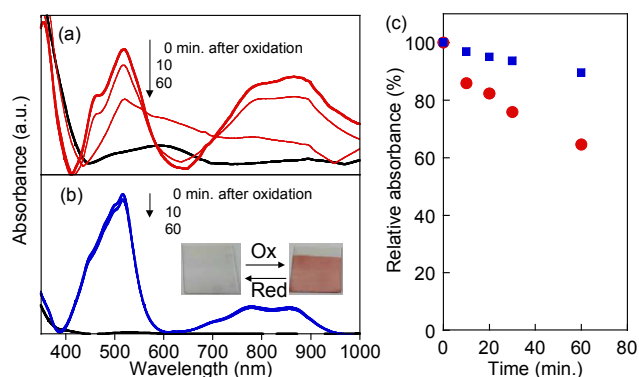 (a)
0 min. after oxidation
10
60
(b)
0 min. after oxidation
10
60
Ox
Red
Absorbance (a.u.)
400 500 600 700 800 900 1000
Wavelength (nm)
(c)
100
80
60
40
20
0
Relative absorbance (%)
0 20 40 60 80
Time (min.)